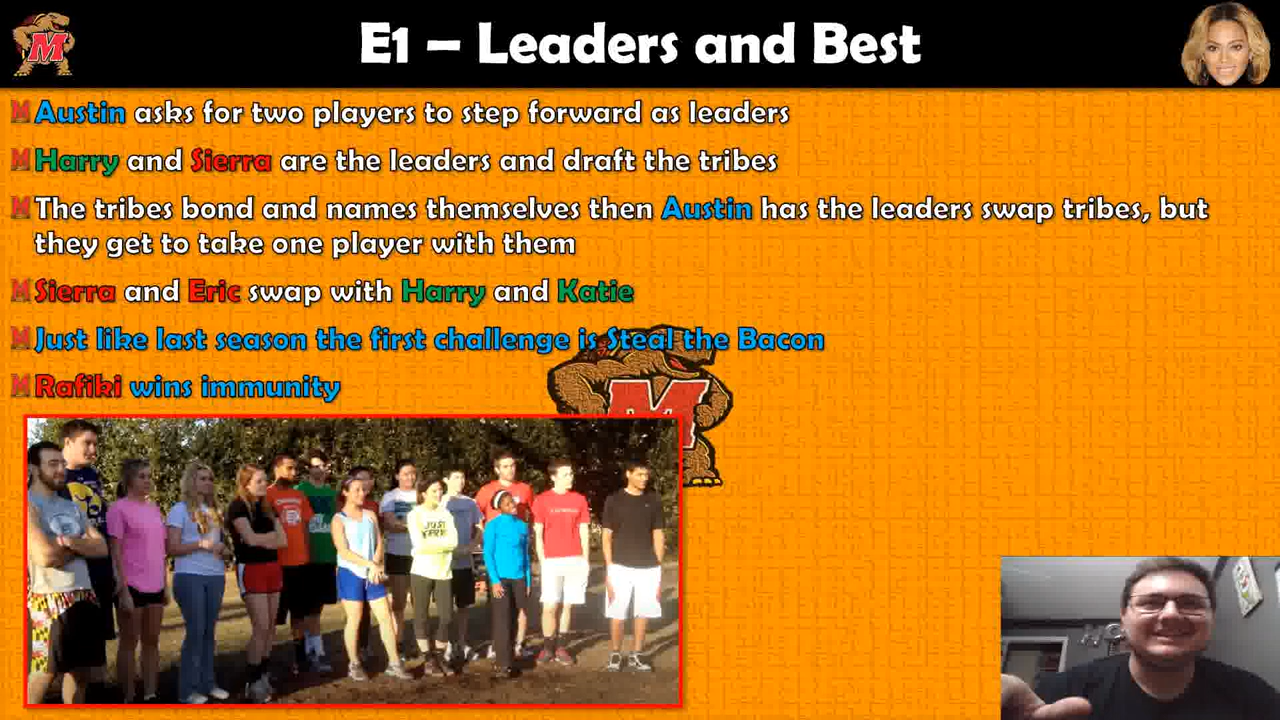 E1 – Leaders and Best
M
Austin asks for two players to step forward as leaders
Harry and Sierra are the leaders and draft the tribes
The tribes bond and names themselves then Austin has the leaders swap tribes, but
they get to take one player with them
Sierra and Eric swap with Harry and Katie
Just like last season the first challenge is Steal the Bacon
Rafiki wins immunity
M